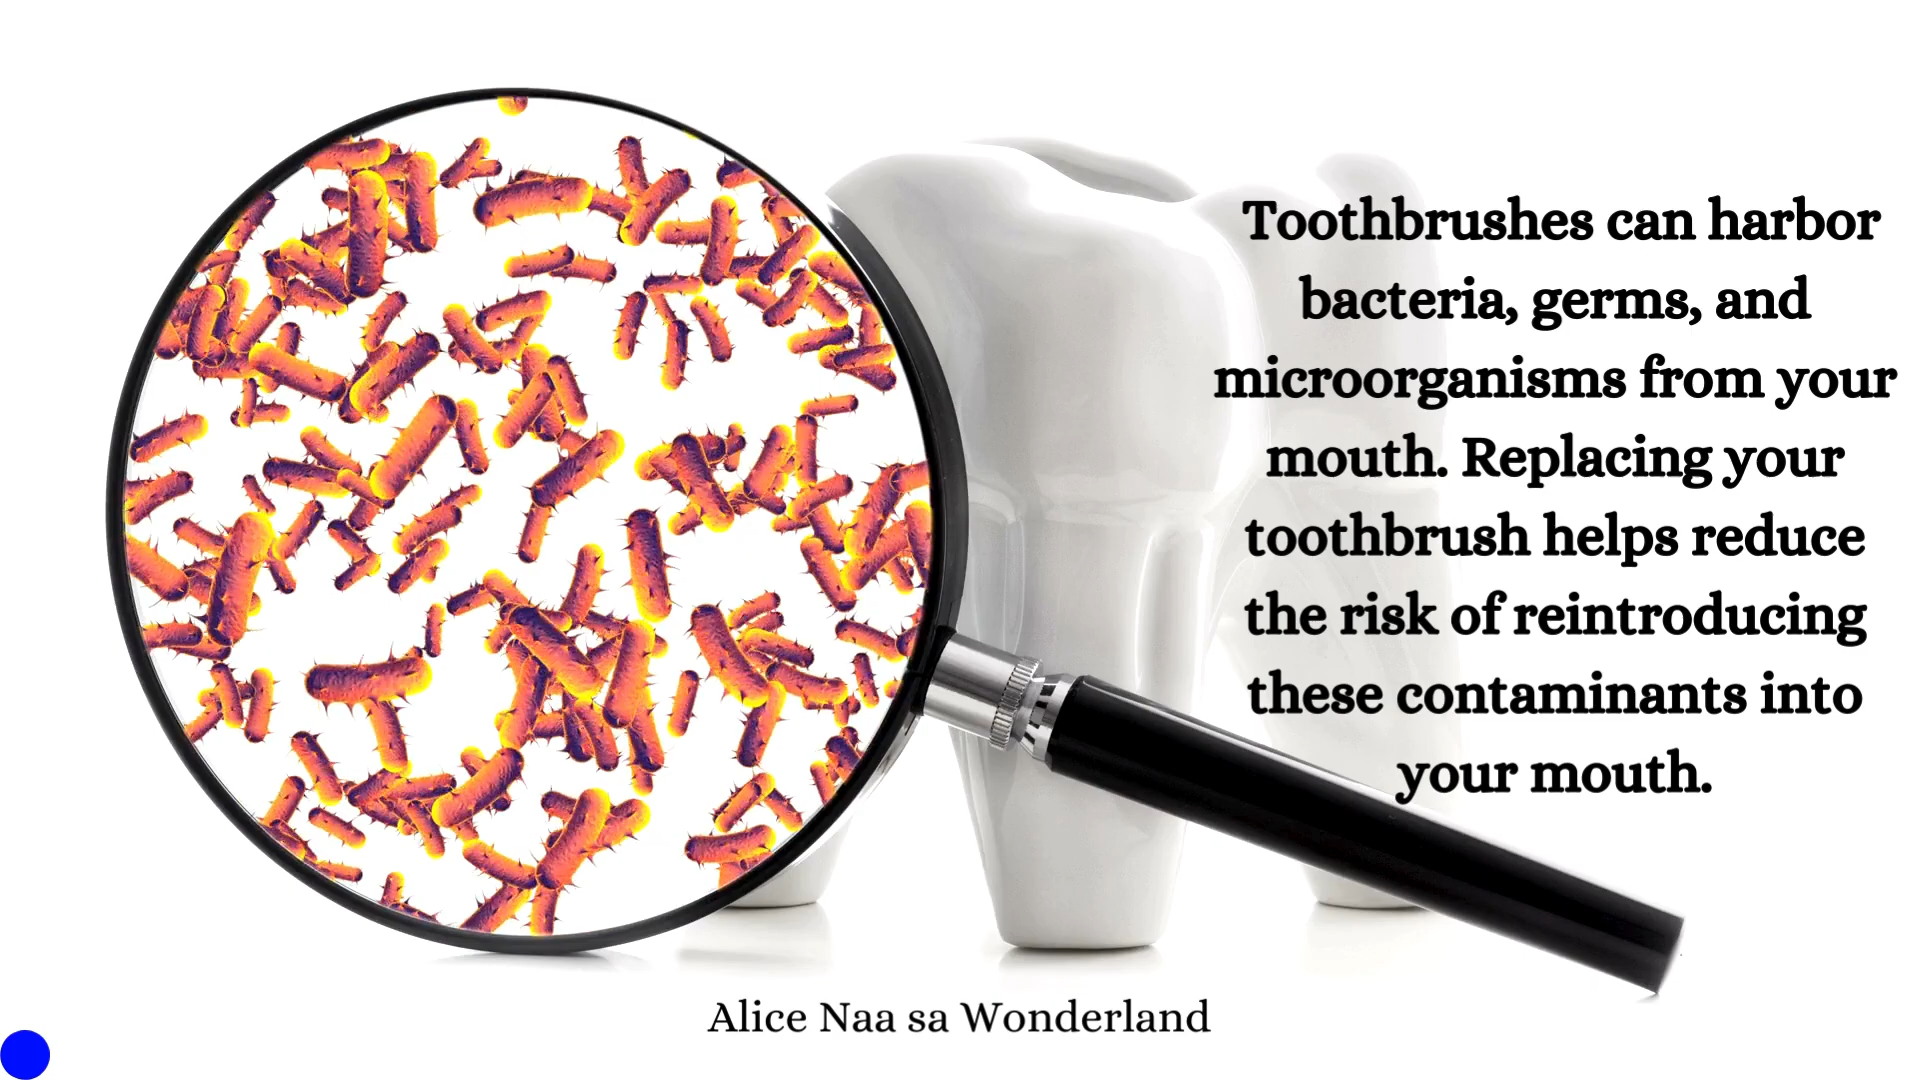 Toothbrushes can harbor
bacteria, germs, and
microorganisms from your
mouth. Replacing your
toothbrush helps reduce
the risk of reintroducing
these contaminants into
your mouth.
Alice Naa sa Wonderland